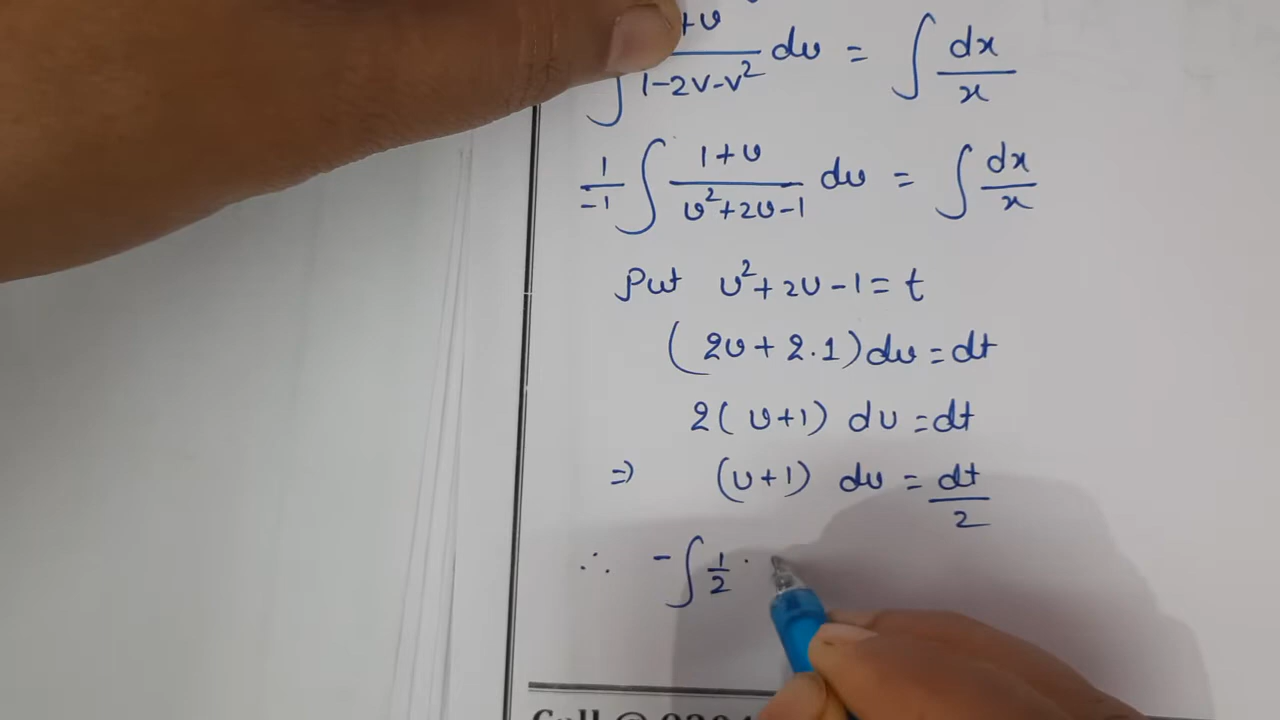 ∫ +v / 1-2v-v² dv = ∫ dx / x
1 / -1 ∫ 1+v / v²+2v-1 dv = ∫ dx / x
Put v²+2v-1=t
(2v+2.1)dv=dt
2(v+1) dv=dt
⇒ (v+1) dv = dt / 2
∴ -∫ 1 / 2 ·
Call @